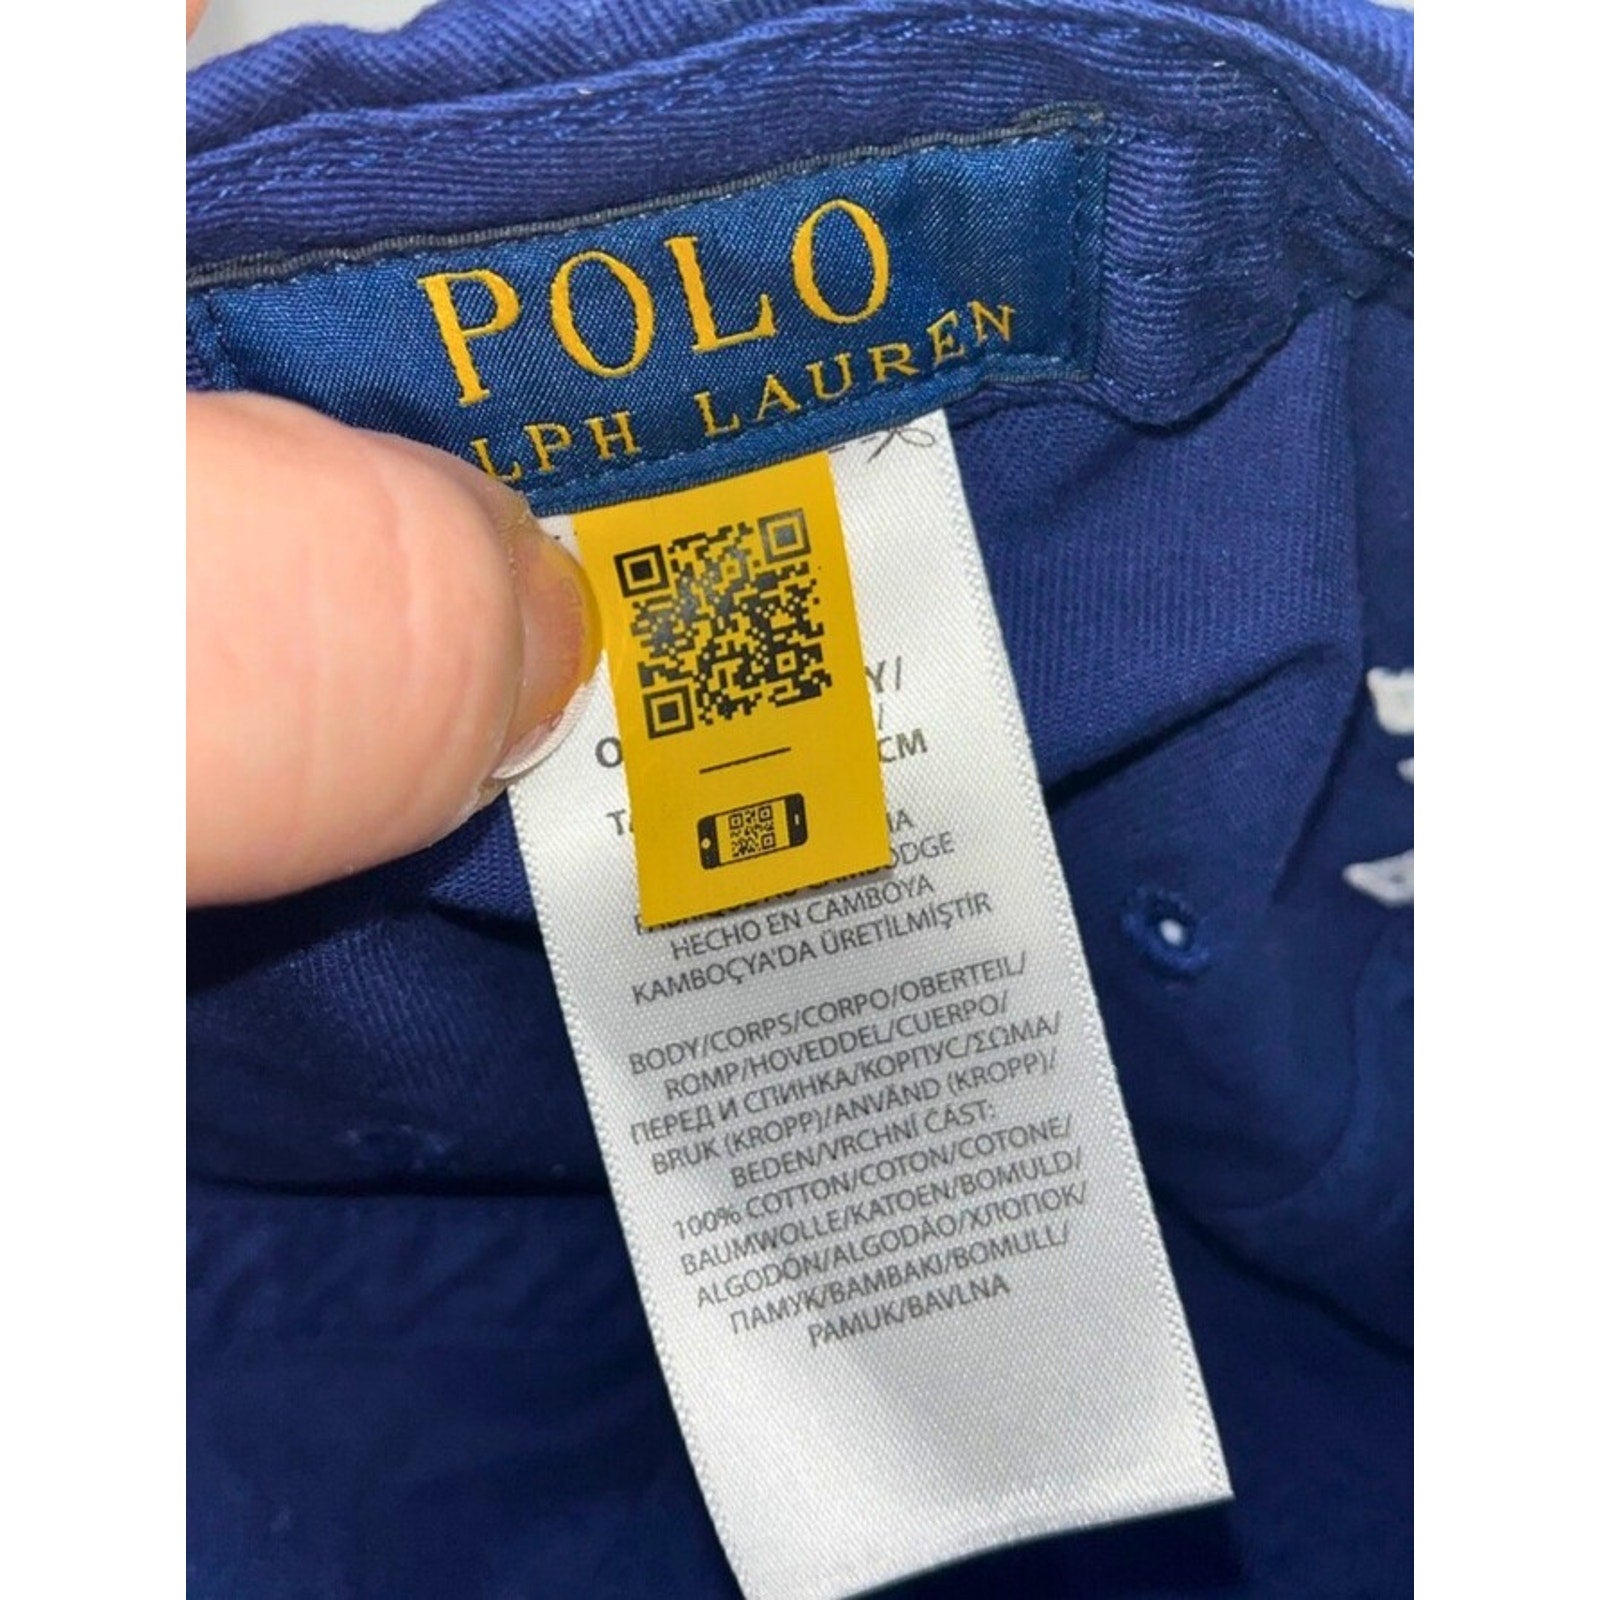 POLO
LPH LAUREN
Y/
CM
HECHO EN CAMBOYA
KAMBOÇYA'DA ÜRETİLMİŞTİR
BODY/CORPS/CORPO/OBERTEIL/
ROMP/HOVEDDEL/CUERPO/
ПЕРЕД И СПИНКА/КОРПУС/ΣΩΜΑ/
BRUK (KROPP)/ANVÄND (KROPP)/
BEDEN/VRCHNÍ ČÁST:
100% COTTON/COTON/COTONE/
BAUMWOLLE/KATOEN/BOMULD/
ALGODÓN/ALGODÃO/ХЛОПОК/
ПАМУК/BAMBAKI/BOMULL/
PAMUK/BAVLNA